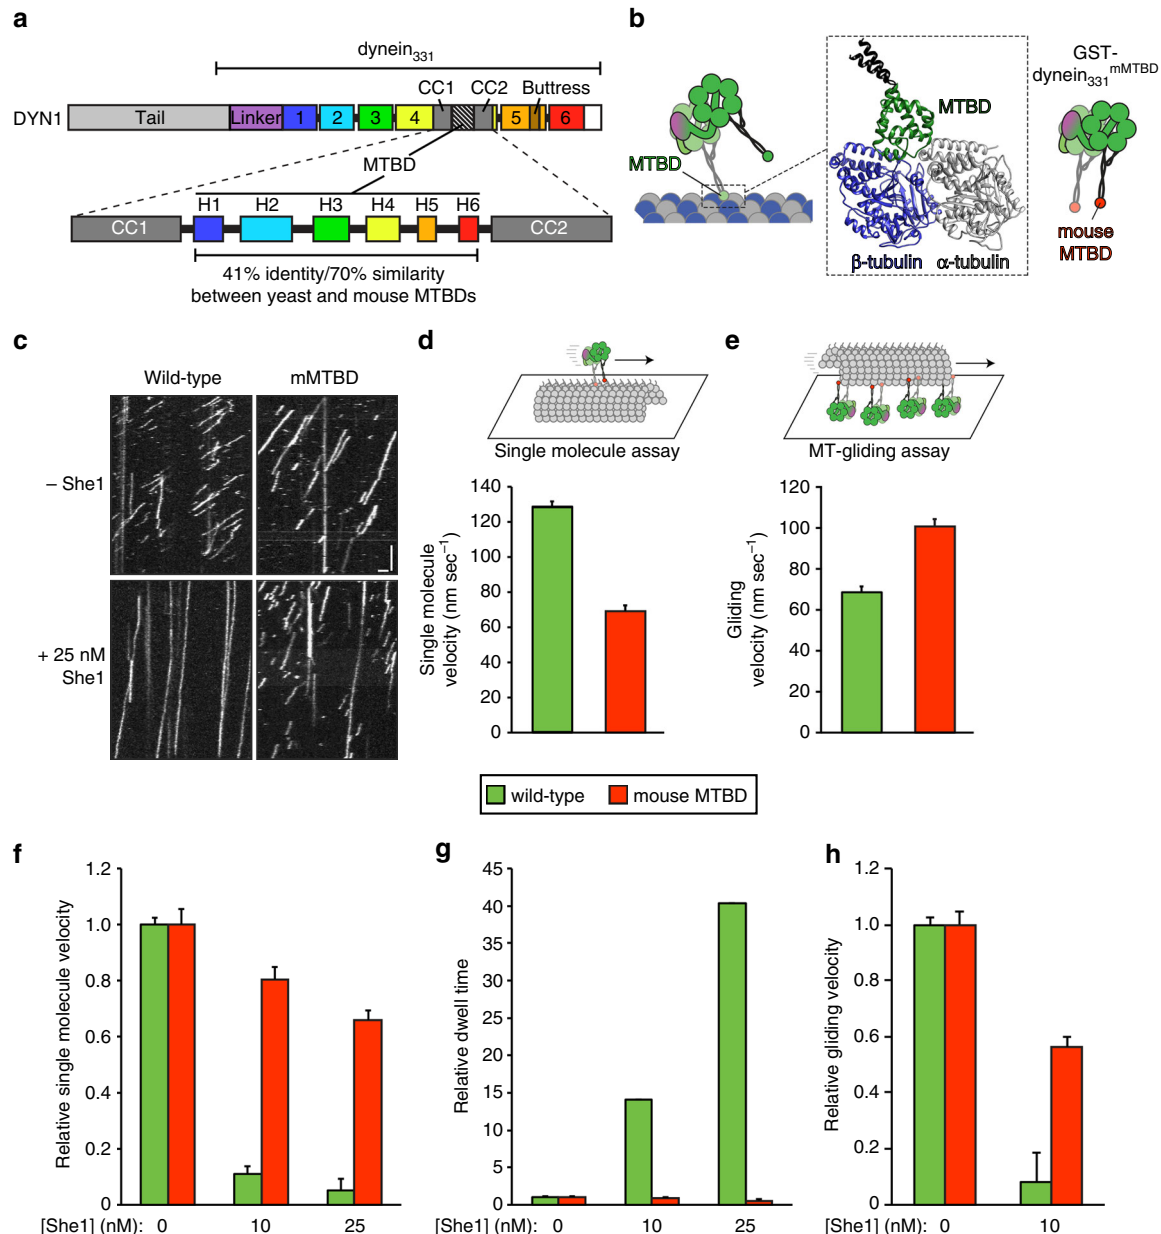 a
dynein331
CC1 CC2 Buttress
DYN1 Tail Linker 1 2 3 4 5 6
MTBD
H1 H2 H3 H4 H5 H6
CC1 CC2
41% identity/70% similarity
between yeast and mouse MTBDs
b
MTBD
MTBD
β-tubulin α-tubulin
GST-
dynein331mMTBD
mouse
MTBD
c
Wild-type mMTBD
– She1
+ 25 nM
She1
d
Single molecule assay
Single molecule
velocity (nm sec–1)
140
120
100
80
60
40
20
0
e
MT-gliding assay
Gliding
velocity (nm sec–1)
120
100
80
60
40
20
0
wild-type mouse MTBD
f
Relative single molecule velocity
1.2
1.0
0.8
0.6
0.4
0.2
0
[She1] (nM): 0 10 25
g
Relative dwell time
45
40
35
30
25
20
15
10
5
0
[She1] (nM): 0 10 25
h
Relative gliding velocity
1.2
1.0
0.8
0.6
0.4
0.2
0
[She1] (nM): 0 10